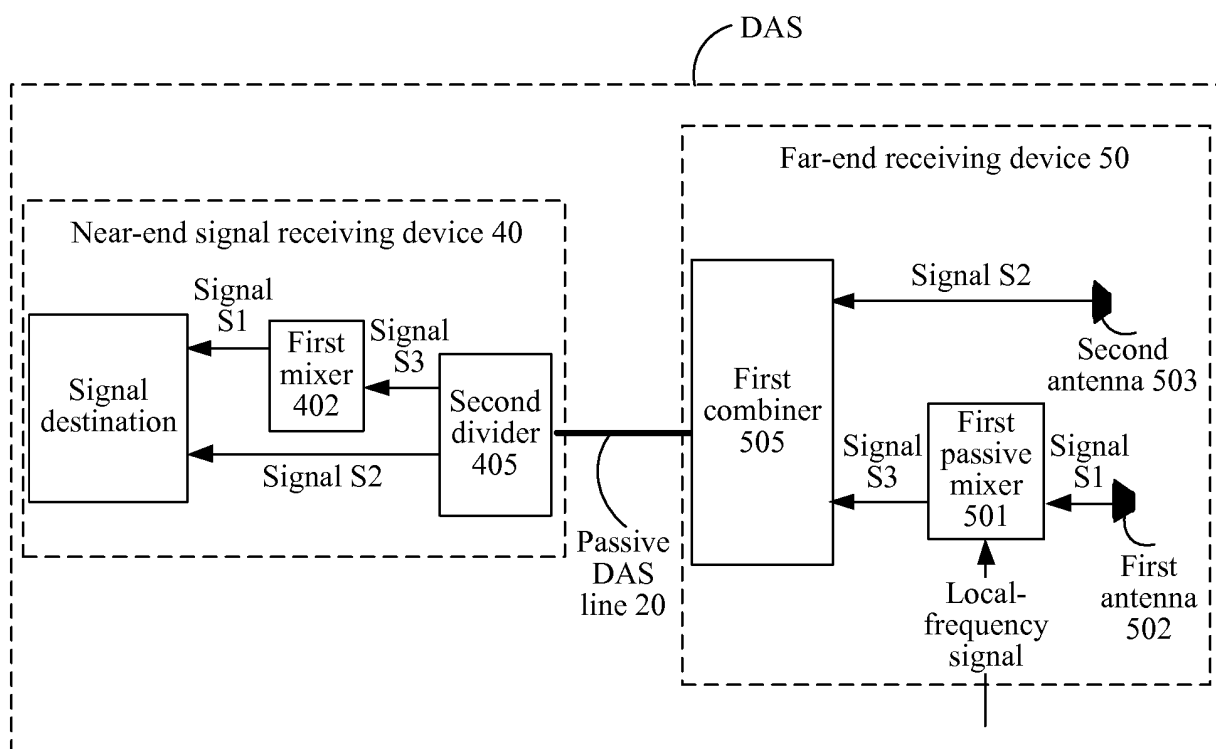 DAS
Far-end receiving device 50
Near-end signal receiving device 40
Signal
S1
Signal
S3
Signal
destination
First
mixer
402
Second
divider
405
Signal S2
Passive
DAS
line 20
First
combiner
505
Signal S2
Second
antenna 503
Signal
S3
First
passive
mixer
501
Signal
S1
First
antenna
502
Local-
frequency
signal